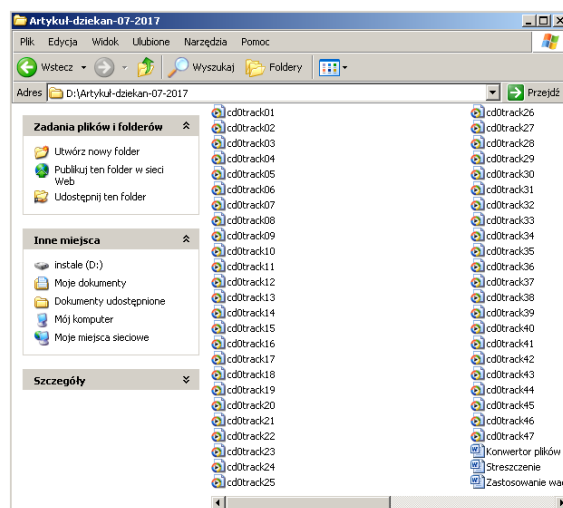 Artykuł-dziekan-07-2017
Plik Edycja Widok Ulubione Narzędzia Pomoc
Wstecz Wyszukaj Foldery
Adres D:\Artykuł-dziekan-07-2017 Przejdź
Zadania plików i folderów
Utwórz nowy folder
Publikuj ten folder w sieci
Web
Udostępnij ten folder
Inne miejsca
instale (D:)
Moje dokumenty
Dokumenty udostępnione
Mój komputer
Moje miejsca sieciowe
Szczegóły
cd0track01
cd0track02
cd0track03
cd0track04
cd0track05
cd0track06
cd0track07
cd0track08
cd0track09
cd0track10
cd0track11
cd0track12
cd0track13
cd0track14
cd0track15
cd0track16
cd0track17
cd0track18
cd0track19
cd0track20
cd0track21
cd0track22
cd0track23
cd0track24
cd0track25
cd0track26
cd0track27
cd0track28
cd0track29
cd0track30
cd0track31
cd0track32
cd0track33
cd0track34
cd0track35
cd0track36
cd0track37
cd0track38
cd0track39
cd0track40
cd0track41
cd0track42
cd0track43
cd0track44
cd0track45
cd0track46
cd0track47
Konwertor plików
Streszczenie
Zastosowanie wa